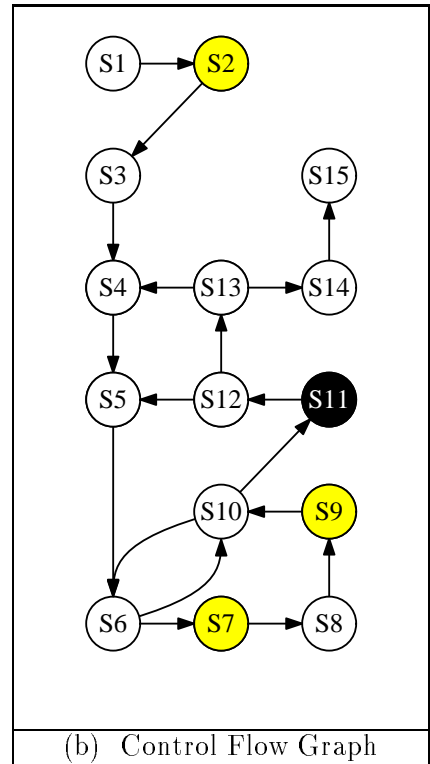 S1 S2
S3 S15
S4 S13 S14
S5 S12 S11
S10 S9
S6 S7 S8
(b) Control Flow Graph